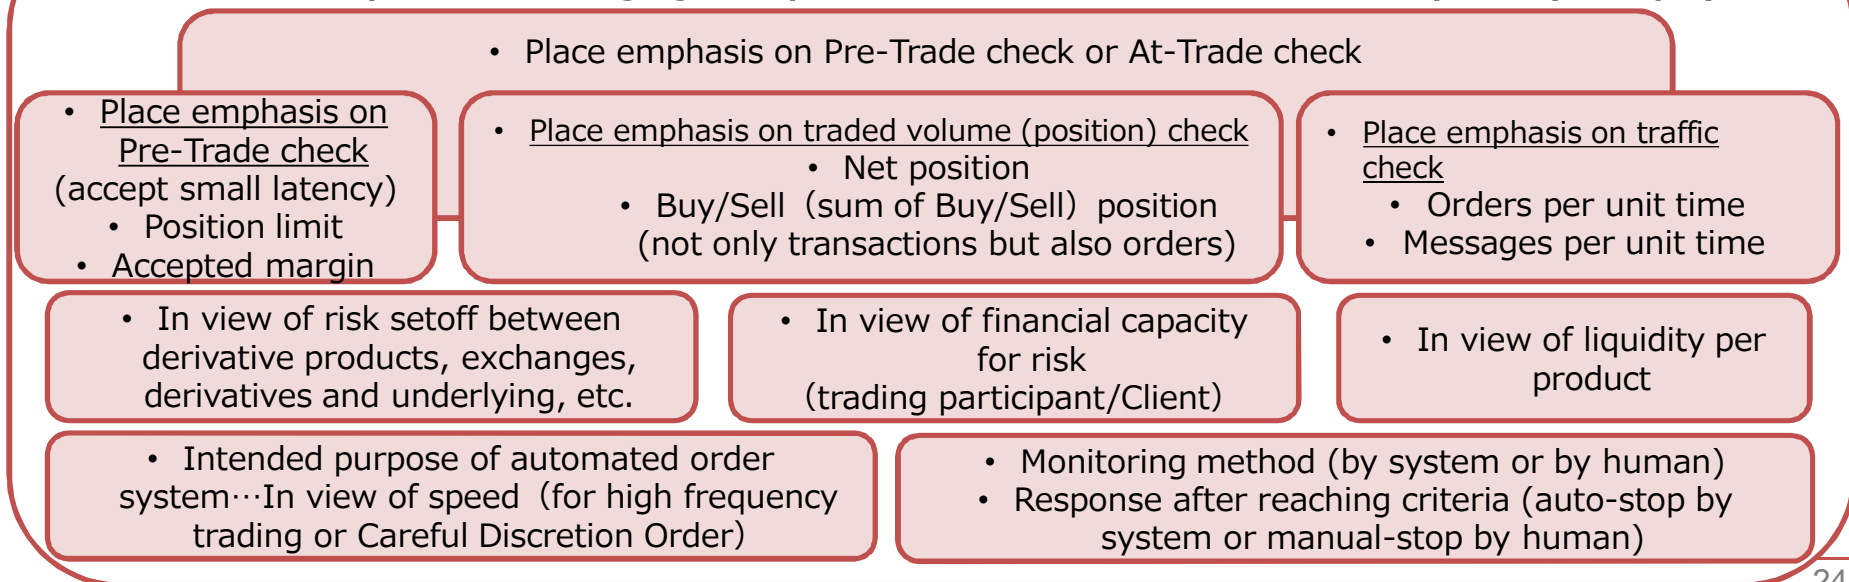 • Place emphasis on Pre-Trade check or At-Trade check
• Place emphasis on
Pre-Trade check
(accept small latency)
• Position limit
• Accepted margin
• Place emphasis on traded volume (position) check
• Net position
• Buy/Sell（sum of Buy/Sell）position
(not only transactions but also orders)
• Place emphasis on traffic
check
• Orders per unit time
• Messages per unit time
• In view of risk setoff between
derivative products, exchanges,
derivatives and underlying, etc.
• In view of financial capacity
for risk
（trading participant/Client）
• In view of liquidity per
product
• Intended purpose of automated order
system…In view of speed（for high frequency
trading or Careful Discretion Order）
• Monitoring method (by system or by human)
• Response after reaching criteria (auto-stop by
system or manual-stop by human)
24